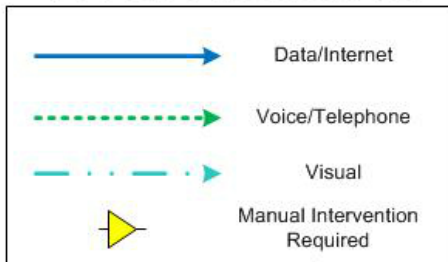 Data/Internet
Voice/Telephone
Visual
Manual Intervention
Required